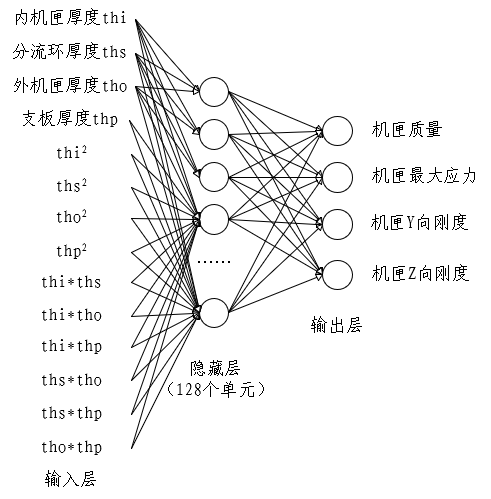 内机匣厚度thi
分流环厚度ths
外机匣厚度tho
支板厚度thp
thi²
ths²
tho²
thp²
thi*ths
thi*tho
thi*thp
ths*tho
ths*thp
tho*thp
输入层
......
隐藏层
(128个单元)
机匣质量
机匣最大应力
机匣Y向刚度
机匣Z向刚度
输出层